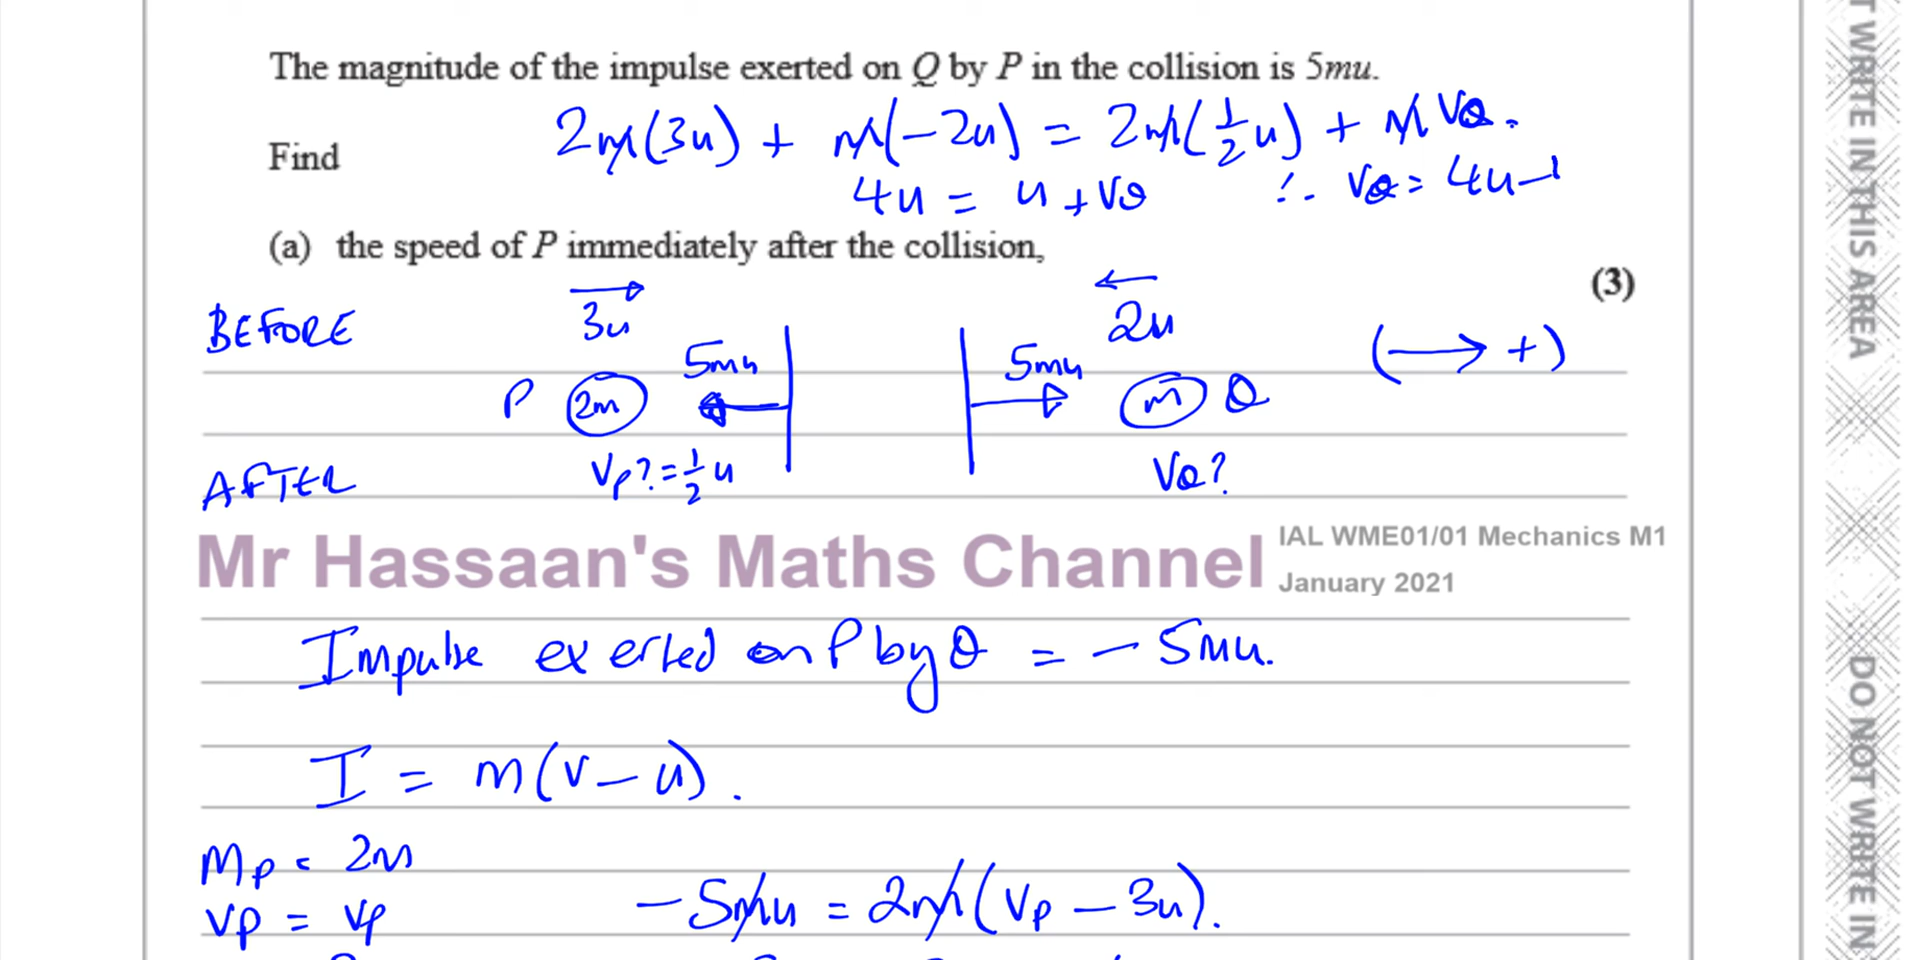 The magnitude of the impulse exerted on Q by P in the collision is 5mu.
2m(3u) + m(-2u) = 2m(½u) + mVQ.
Find
4u = u + VQ ∴ VQ = 4u -
(a) the speed of P immediately after the collision,
(3)
BEFORE 3u 2u (→ +)
5mu 5mu
P 2m m Q
AFTER Vp? = ½u VQ?
Mr Hassaan's Maths Channel
IAL WME01/01 Mechanics M1
January 2021
Impulse exerted on P by Q = - 5mu.
I = m(v - u).
Mp = 2m
Vp = Vp
-5mu = 2m(Vp - 3u).
DO NOT WRITE IN
T WRITE IN THIS AREA